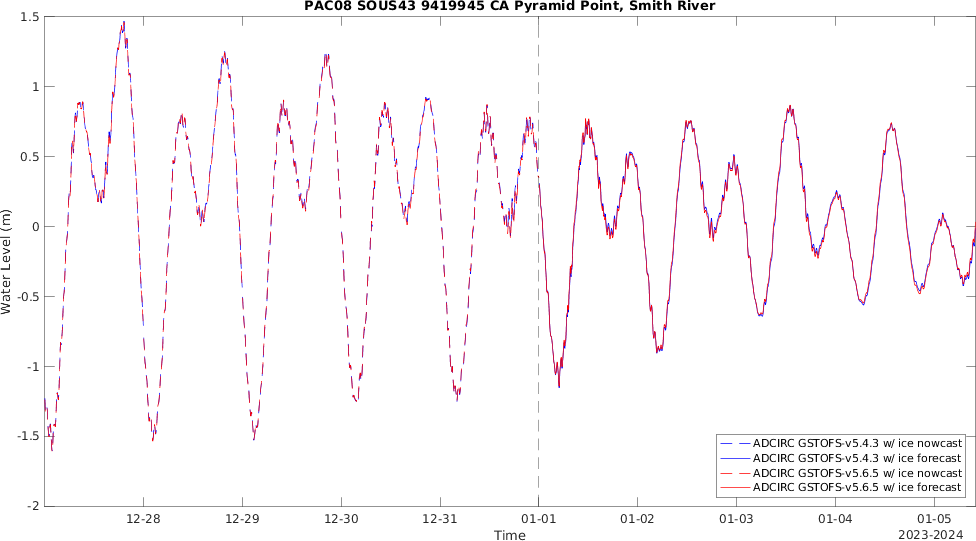 PAC08 SOUS43 9419945 CA Pyramid Point, Smith River
1.5
1
0.5
0
-0.5
-1
-1.5
-2
Water Level (m)
12-28 12-29 12-30 12-31 01-01 01-02 01-03 01-04 01-05
Time
2023-2024
ADCIRC GSTOFS-v5.4.3 w/ ice nowcast
ADCIRC GSTOFS-v5.4.3 w/ ice forecast
ADCIRC GSTOFS-v5.6.5 w/ ice nowcast
ADCIRC GSTOFS-v5.6.5 w/ ice forecast